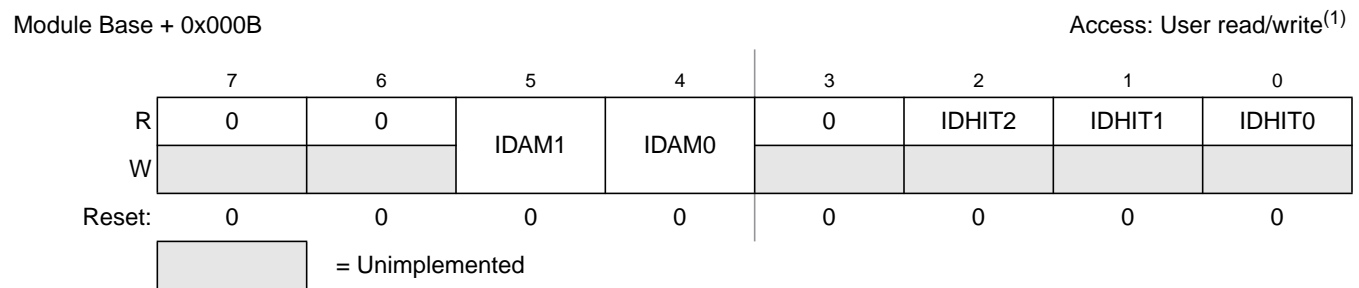 Module Base + 0x000B Access: User read/write(1)
7 6 5 4 3 2 1 0
R 0 0 IDAM1 IDAM0 0 IDHIT2 IDHIT1 IDHIT0
W
Reset: 0 0 0 0 0 0 0 0
= Unimplemented